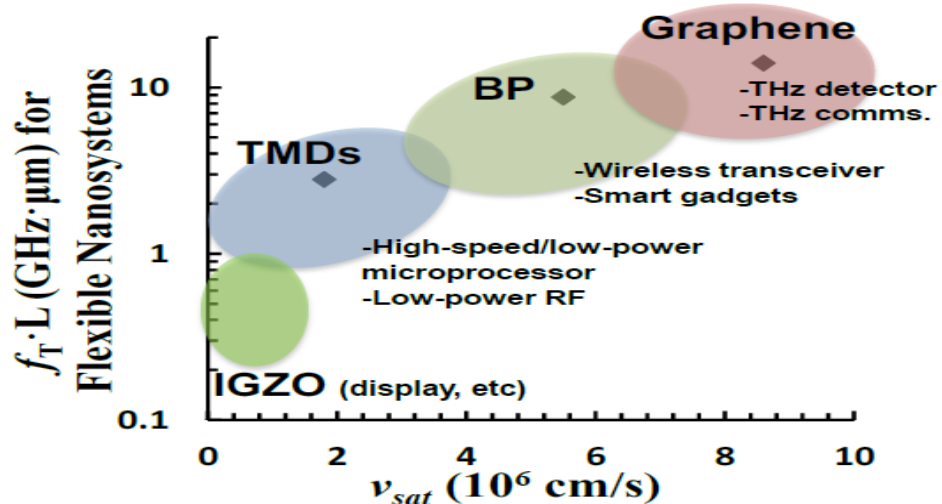 f_T·L (GHz·μm) for
Flexible Nanosystems
10
1
0.1
Graphene
-THz detector
-THz comms.
BP
-Wireless transceiver
-Smart gadgets
TMDs
-High-speed/low-power
microprocessor
-Low-power RF
IGZO (display, etc)
0 2 4 6 8 10
v_sat (10⁶ cm/s)